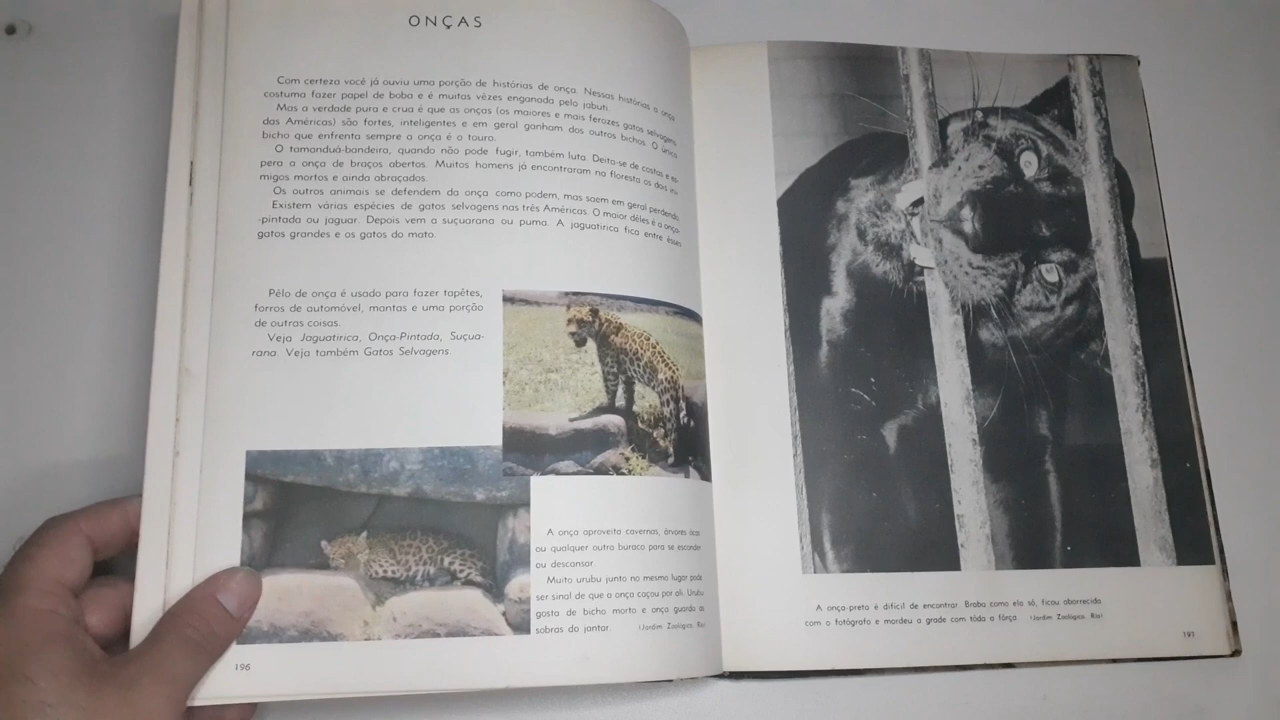 ONÇAS
Com certeza você já ouviu uma porção de histórias de onça. Nessas histórias a onça
costuma fazer papel de boba e é muitas vêzes enganada pelo jabuti.
Mas a verdade pura e crua é que as onças (os maiores e mais ferozes gatos selvagens
das Américas) são fortes, inteligentes e em geral ganham dos outros bichos. O único
bicho que enfrenta sempre a onça é o touro.
O tamanduá-bandeira, quando não pode fugir, também luta. Deita-se de costas e es-
pera a onça de braços abertos. Muitos homens já encontraram na floresta os dois ini-
migos mortos e ainda abraçados.
Os outros animais se defendem da onça como podem, mas saem em geral perdendo.
Existem várias espécies de gatos selvagens nas três Américas. O maior dêles é a onça-
-pintada ou jaguar. Depois vem a suçuarana ou puma. A jaguatirica fica entre êsses
gatos grandes e os gatos do mato.
Pêlo de onça é usado para fazer tapêtes,
forros de automóvel, mantas e uma porção
de outras coisas.
Veja Jaguatirica, Onça-Pintada, Suçua-
rana. Veja também Gatos Selvagens.
A onça aproveita cavernas, árvores ôcas
ou qualquer outro buraco para se esconder
ou descansar.
Muito urubu junto no mesmo lugar pode
ser sinal de que a onça caçou por ali. Urubu
gosta de bicho morto e onça guarda as
sobras do jantar. (Jardim Zoológico, Rio)
196
A onça-preta é difícil de encontrar. Braba como ela só, ficou aborrecida
com o fotógrafo e mordeu a grade com tôda a fôrça. (Jardim Zoológico, Rio)
197